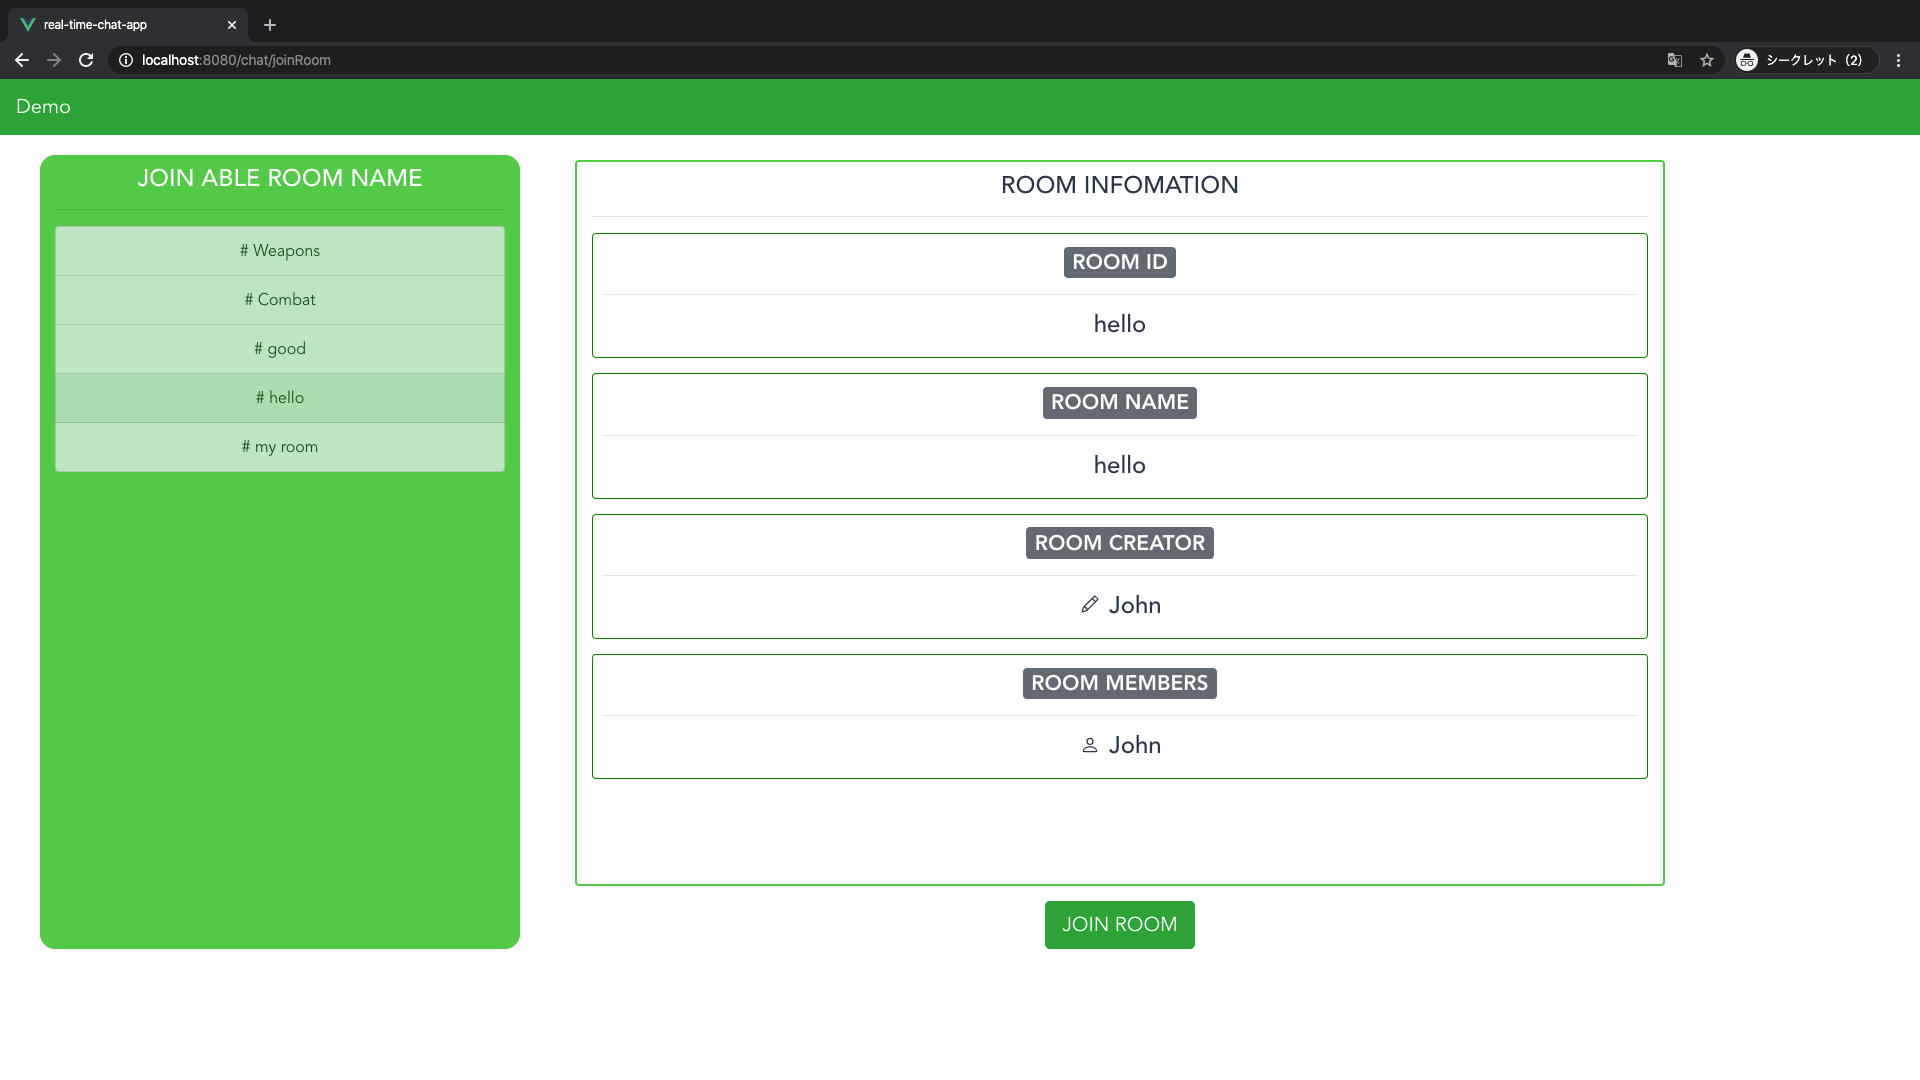 real-time-chat-app
localhost:8080/chat/joinRoom
シークレット（2）
Demo
JOIN ABLE ROOM NAME
# Weapons
# Combat
# good
# hello
# my room
ROOM INFOMATION
ROOM ID
hello
ROOM NAME
hello
ROOM CREATOR
John
ROOM MEMBERS
John
JOIN ROOM